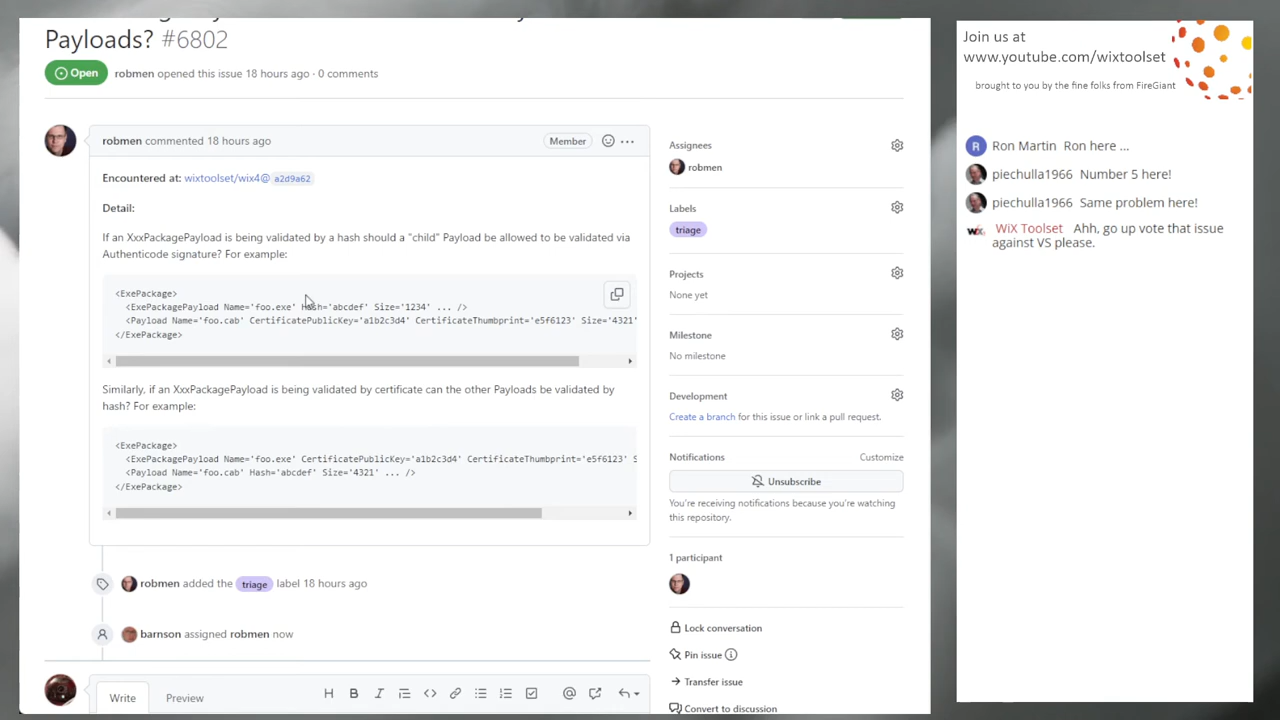 Payloads? #6802
Open robmen opened this issue 18 hours ago · 0 comments
robmen commented 18 hours ago Member
Encountered at: wixtoolset/wix4@ a2d9a62
Detail:
If an XxxPackagePayload is being validated by a hash should a "child" Payload be allowed to be validated via
Authenticode signature? For example:
<ExePackage>
<ExePackagePayload Name='foo.exe' Hash='abcdef' Size='1234' ... />
<Payload Name='foo.cab' CertificatePublicKey='a1b2c3d4' CertificateThumbprint='e5f6123' Size='4321'
</ExePackage>
Similarly, if an XxxPackagePayload is being validated by certificate can the other Payloads be validated by
hash? For example:
<ExePackage>
<ExePackagePayload Name='foo.exe' CertificatePublicKey='a1b2c3d4' CertificateThumbprint='e5f6123' S
<Payload Name='foo.cab' Hash='abcdef' Size='4321' ... />
</ExePackage>
robmen added the triage label 18 hours ago
barnson assigned robmen now
Write Preview
Assignees
robmen
Labels
triage
Projects
None yet
Milestone
No milestone
Development
Create a branch for this issue or link a pull request.
Notifications Customize
Unsubscribe
You're receiving notifications because you're watching
this repository.
1 participant
Lock conversation
Pin issue
Transfer issue
Convert to discussion
Join us at
www.youtube.com/wixtoolset
brought to you by the fine folks from FireGiant
R Ron Martin Ron here ...
piechulla1966 Number 5 here!
piechulla1966 Same problem here!
WiX Toolset Ahh, go up vote that issue
against VS please.